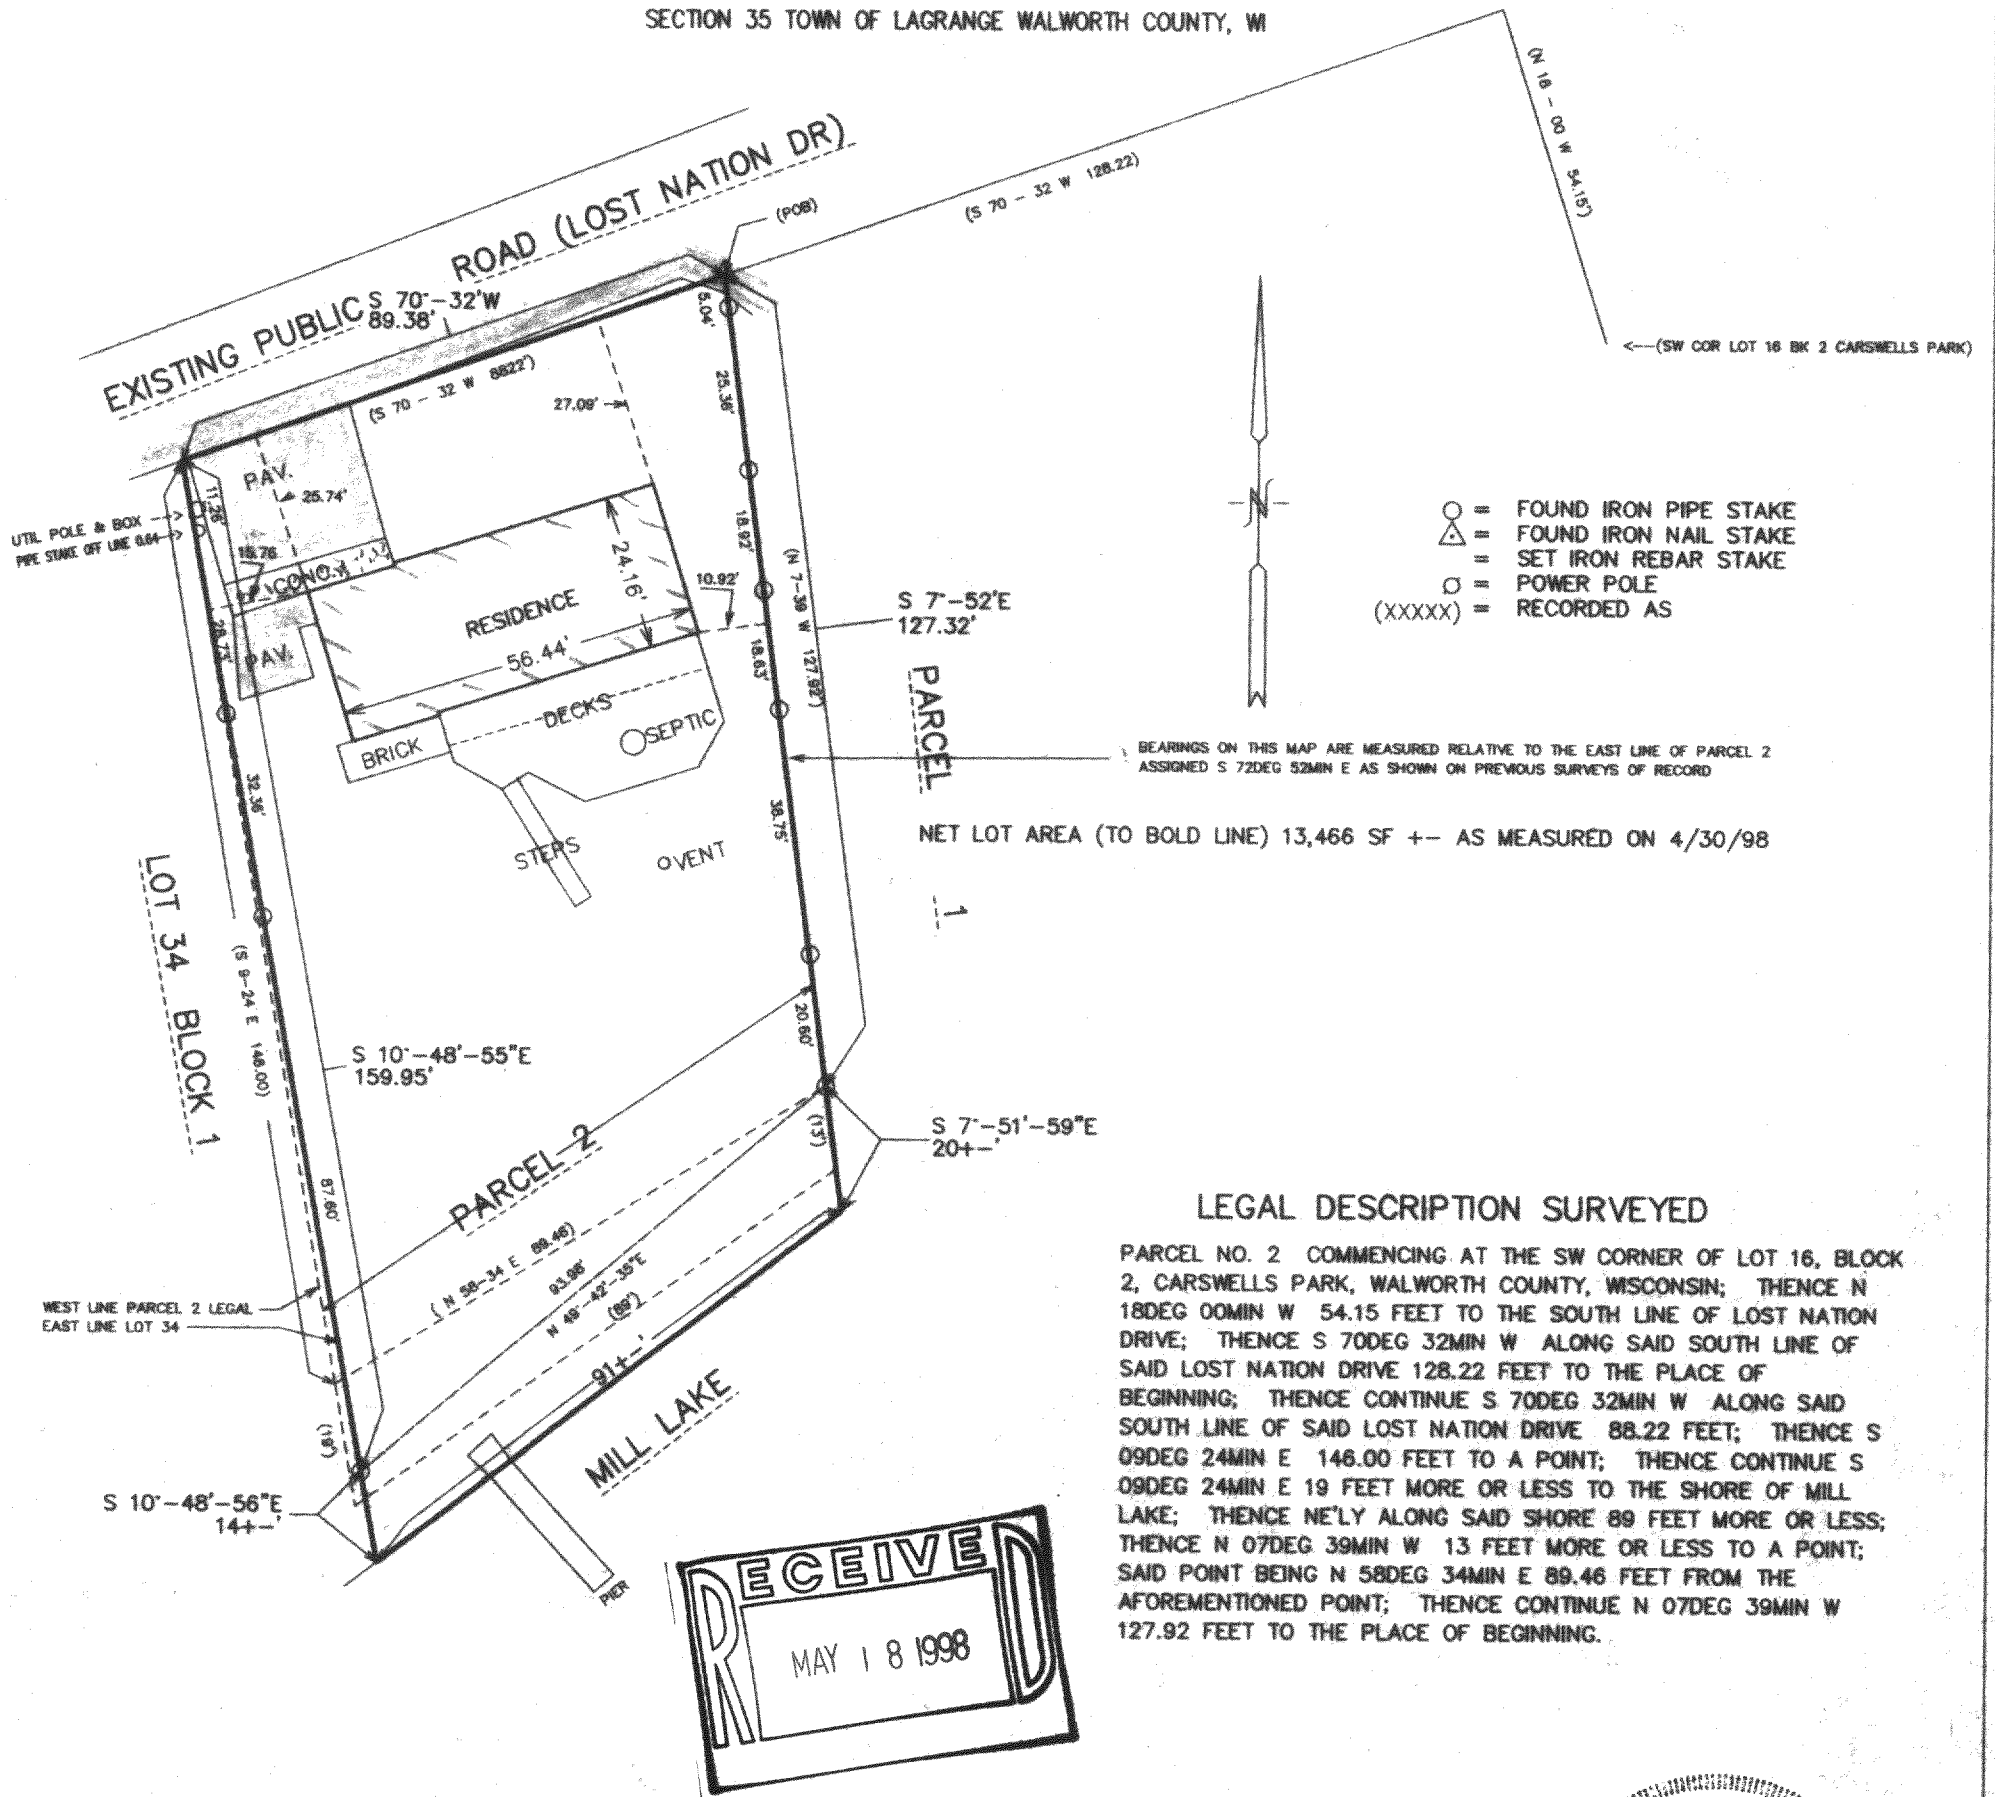 SECTION 35 TOWN OF LAGRANGE WALWORTH COUNTY, WI
(N 18 - 00 W 54.15')
EXISTING PUBLIC ROAD (LOST NATION DR)
(POB)
(S 70 - 32 W 128.22)
S 70°-32'W
89.38'
<--(SW COR LOT 16 BK 2 CARSWELLS PARK)
(S 70 - 32 W 8822')
5.04'
25.36'
27.09'
PAV.
25.74'
11.26'
UTIL POLE & BOX
PIPE STAKE OFF LINE 0.64
18.92'
24.16'
CONC.
RESIDENCE
10.92'
(N 7-39 W 127.92')
S 7°-52'E
127.32'
28.73'
PAV.
56.44'
18.63'
DECKS
SEPTIC
BRICK
PARCEL 1
O = FOUND IRON PIPE STAKE
△ = FOUND IRON NAIL STAKE
= SET IRON REBAR STAKE
= POWER POLE
(XXXXX) = RECORDED AS
BEARINGS ON THIS MAP ARE MEASURED RELATIVE TO THE EAST LINE OF PARCEL 2
ASSIGNED S 72DEG 52MIN E AS SHOWN ON PREVIOUS SURVEYS OF RECORD
NET LOT AREA (TO BOLD LINE) 13,466 SF +- AS MEASURED ON 4/30/98
32.36'
38.75'
STEPS
VENT
LOT 34 BLOCK 1
(S 9-24 E 146.00)
20.60'
S 10°-48'-55"E
159.95'
PARCEL 2
(13')
S 7°-51'-59"E
20+-'
87.60'
( N 58-34 E 89.46)
93.98'
N 49°-42'-35"E
(89')
91+-'
WEST LINE PARCEL 2 LEGAL
EAST LINE LOT 34
MILL LAKE
(19')
S 10°-48'-56"E
14+-'
PIER
LEGAL DESCRIPTION SURVEYED
PARCEL NO. 2 COMMENCING AT THE SW CORNER OF LOT 16, BLOCK
2, CARSWELLS PARK, WALWORTH COUNTY, WISCONSIN; THENCE N
18DEG 00MIN W 54.15 FEET TO THE SOUTH LINE OF LOST NATION
DRIVE; THENCE S 70DEG 32MIN W ALONG SAID SOUTH LINE OF
SAID LOST NATION DRIVE 128.22 FEET TO THE PLACE OF
BEGINNING; THENCE CONTINUE S 70DEG 32MIN W ALONG SAID
SOUTH LINE OF SAID LOST NATION DRIVE 88.22 FEET; THENCE S
09DEG 24MIN E 146.00 FEET TO A POINT; THENCE CONTINUE S
09DEG 24MIN E 19 FEET MORE OR LESS TO THE SHORE OF MILL
LAKE; THENCE NE'LY ALONG SAID SHORE 89 FEET MORE OR LESS;
THENCE N 07DEG 39MIN W 13 FEET MORE OR LESS TO A POINT;
SAID POINT BEING N 58DEG 34MIN E 89.46 FEET FROM THE
AFOREMENTIONED POINT; THENCE CONTINUE N 07DEG 39MIN W
127.92 FEET TO THE PLACE OF BEGINNING.
RECEIVED
MAY 18 1998